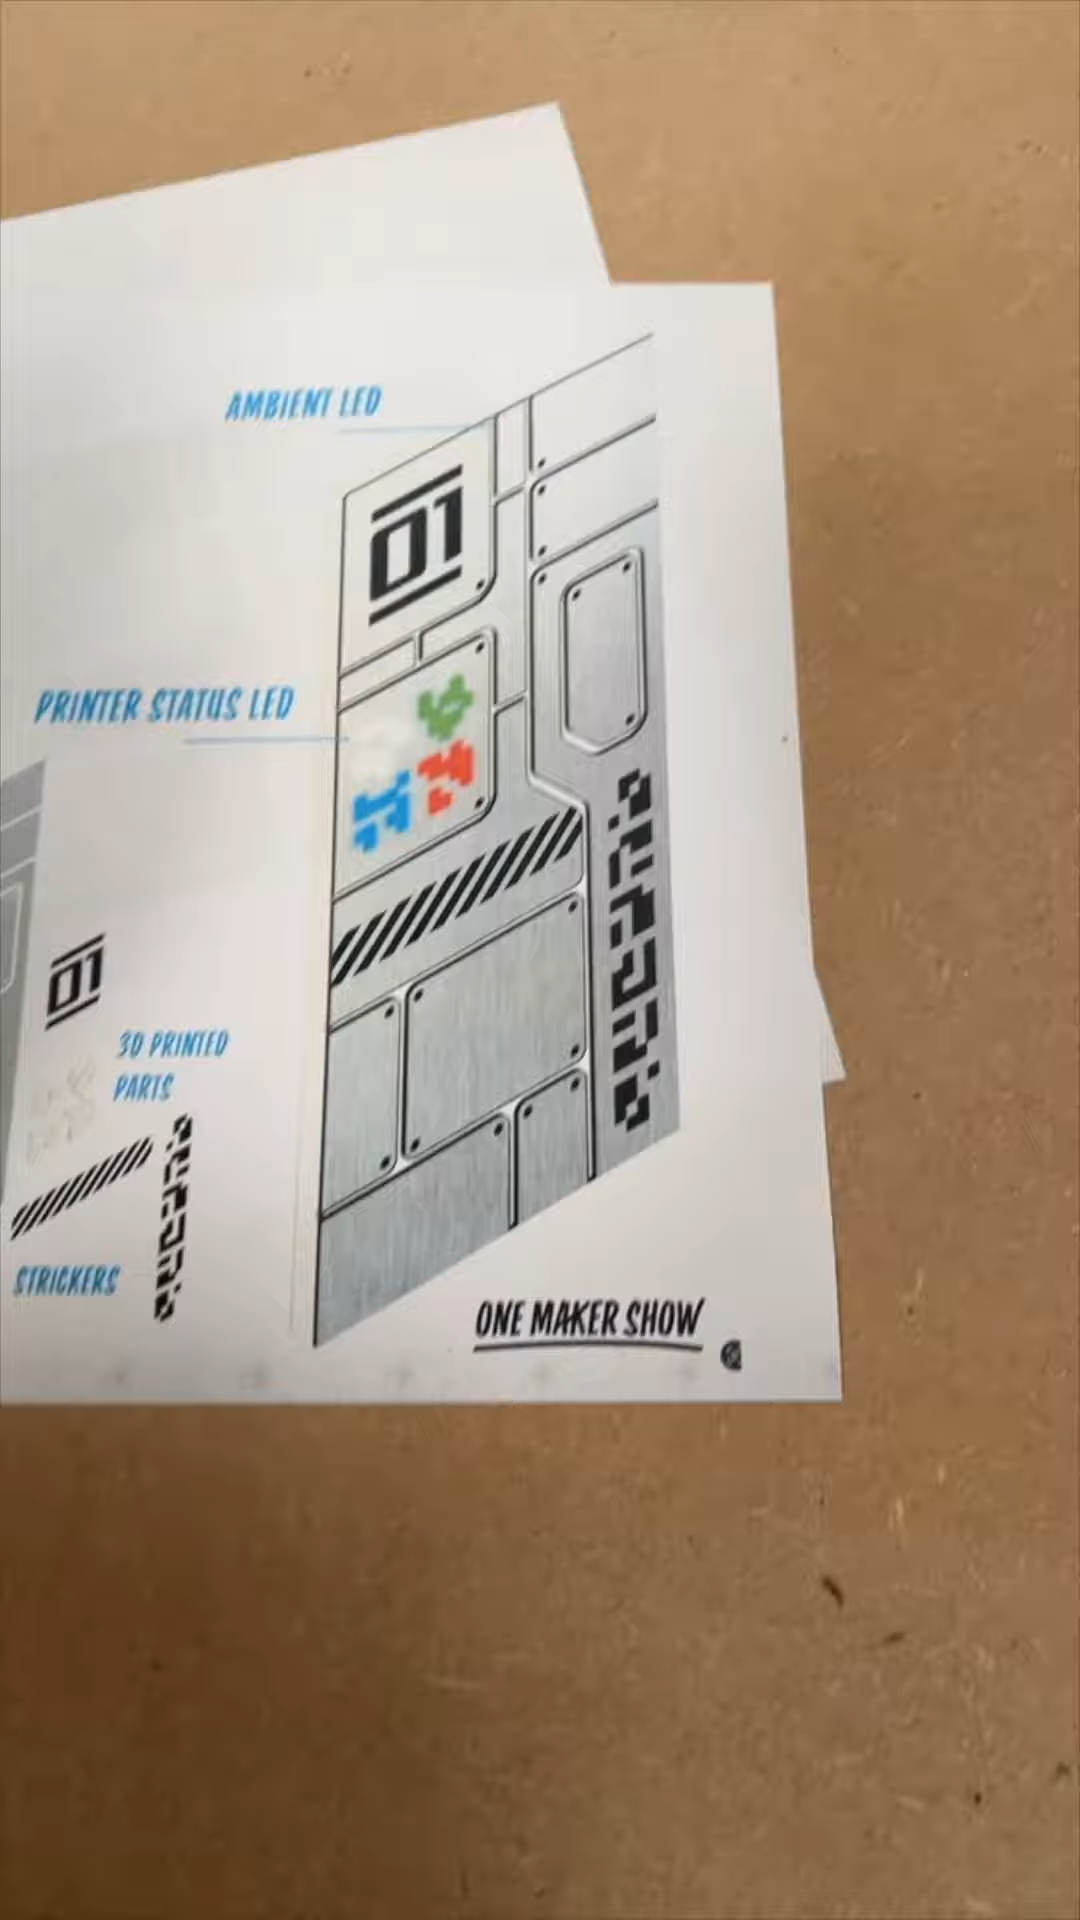 AMBIENT LED
01
PRINTER STATUS LED
01
3D PRINTED
PARTS
STRICKERS
ONE MAKER SHOW